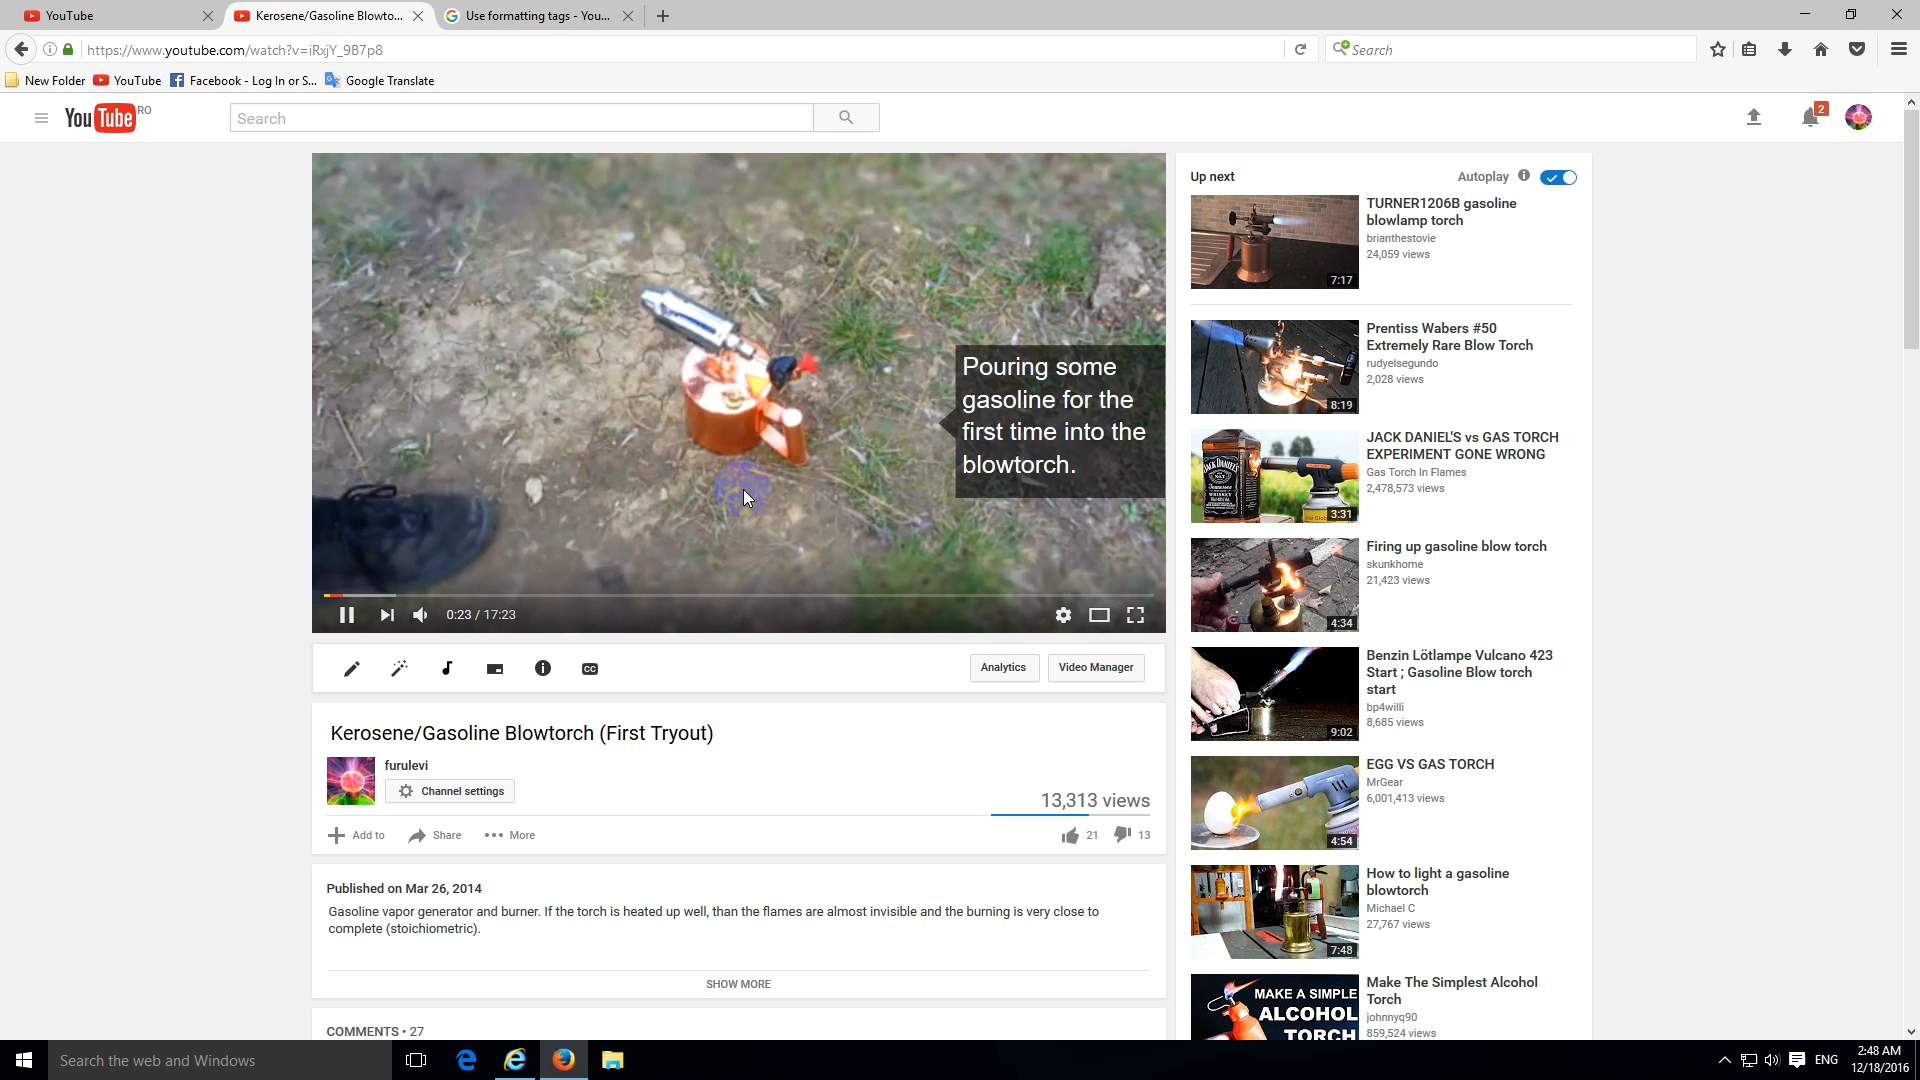 YouTube
Kerosene/Gasoline Blowto...
Use formatting tags - You...
https://www.youtube.com/watch?v=iRxjY_9B7p8
Search
New Folder
YouTube
Facebook - Log In or S...
Google Translate
YouTube RO
Search
2
Pouring some
gasoline for the
first time into the
blowtorch.
0:23 / 17:23
CC
Analytics
Video Manager
Kerosene/Gasoline Blowtorch (First Tryout)
furulevi
Channel settings
13,313 views
Add to
Share
More
21
13
Published on Mar 26, 2014
Gasoline vapor generator and burner. If the torch is heated up well, than the flames are almost invisible and the burning is very close to
complete (stoichiometric).
SHOW MORE
COMMENTS • 27
Up next
Autoplay
TURNER1206B gasoline
blowlamp torch
brianthestovie
24,059 views
7:17
Prentiss Wabers #50
Extremely Rare Blow Torch
rudyelsegundo
2,028 views
8:19
JACK DANIEL'S vs GAS TORCH
EXPERIMENT GONE WRONG
Gas Torch In Flames
2,478,573 views
3:31
Firing up gasoline blow torch
skunkhome
21,423 views
4:34
Benzin Lötlampe Vulcano 423
Start ; Gasoline Blow torch
start
bp4willi
8,685 views
9:02
EGG VS GAS TORCH
MrGear
6,001,413 views
4:54
How to light a gasoline
blowtorch
Michael C
27,767 views
7:48
MAKE A SIMPLE
ALCOHOL
TORCH
Make The Simplest Alcohol
Torch
johnnyq90
859,524 views
Search the web and Windows
ENG
2:48 AM
12/18/2016